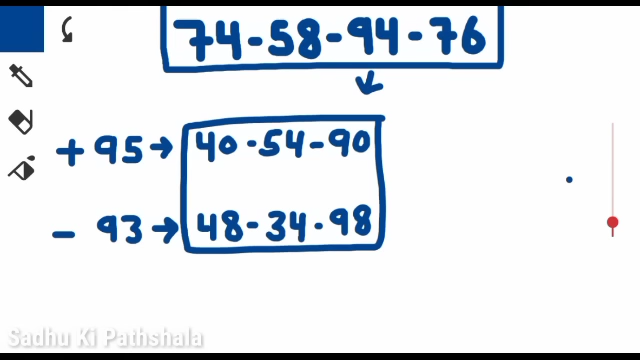 74-58-94-76
+ 95 → 40-54-90
- 93 → 48-34-98
Sadhu Ki Pathshala